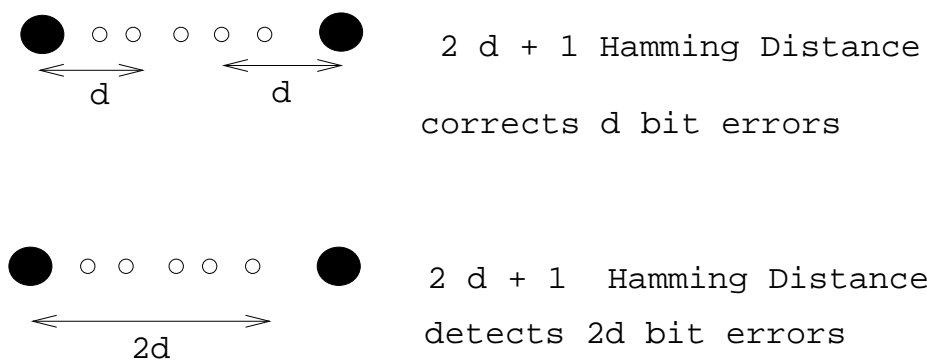 2 d + 1 Hamming Distance
d
d
corrects d bit errors
2 d + 1 Hamming Distance
detects 2d bit errors
2d